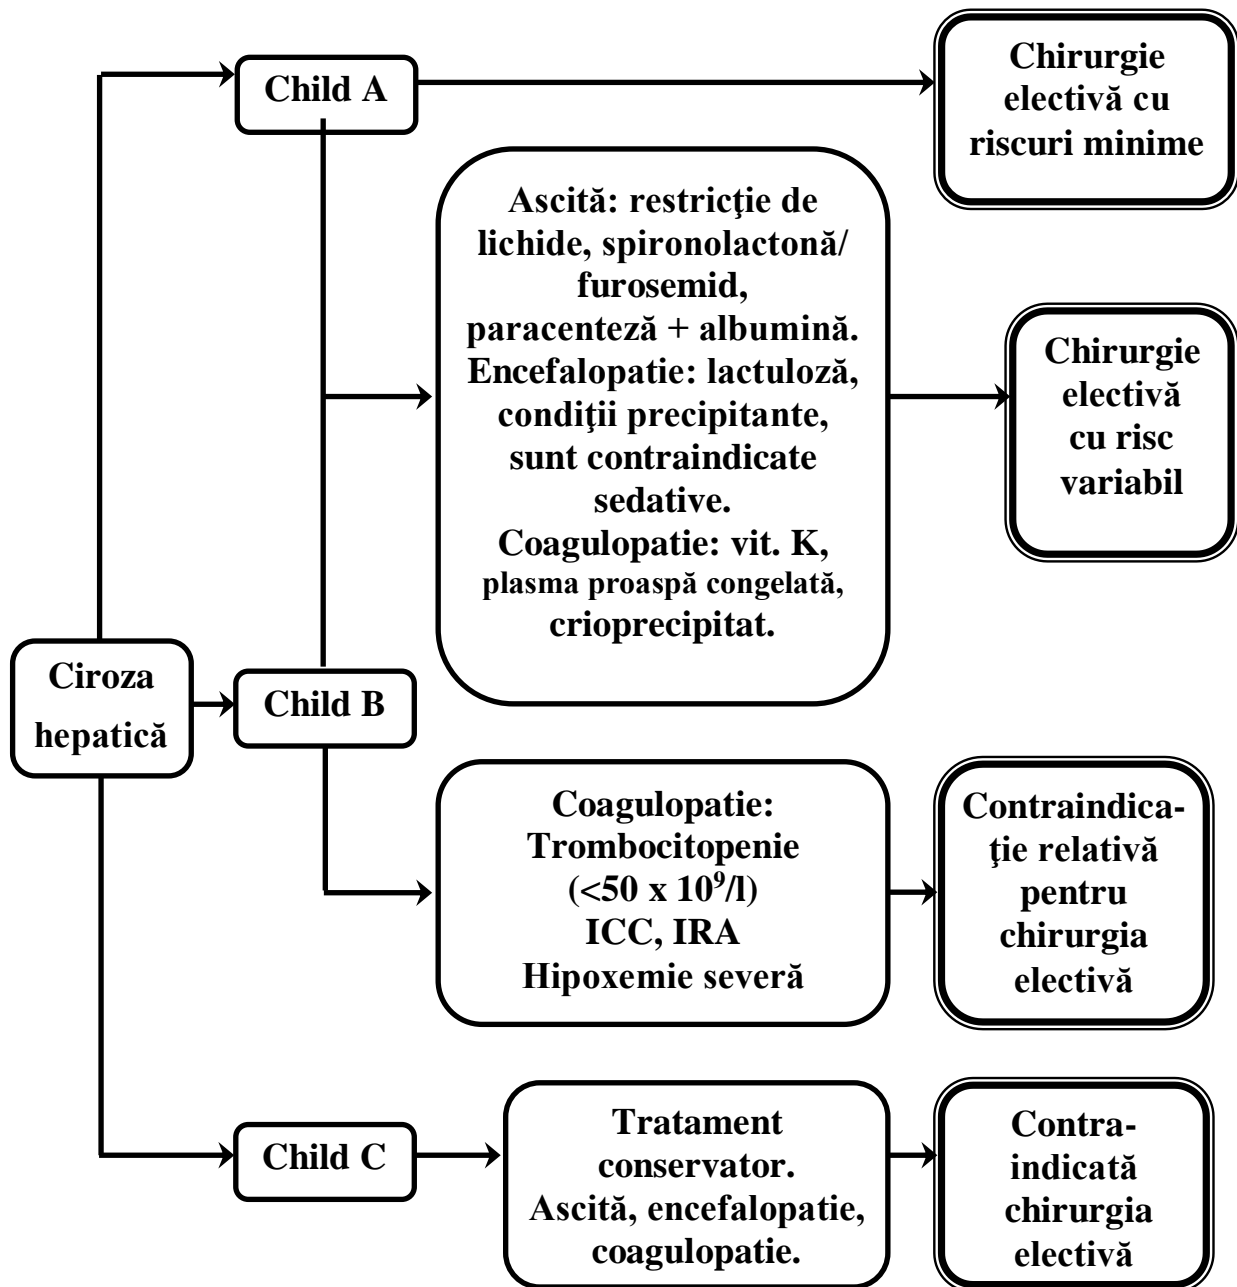 Child A
Chirurgie
electivă cu
riscuri minime
Ascită: restricţie de
lichide, spironolactonă/
furosemid,
paracenteză + albumină.
Encefalopatie: lactuloză,
condiţii precipitante,
sunt contraindicate
sedative.
Coagulopatie: vit. K,
plasma proaspă congelată,
crioprecipitat.
Chirurgie
electivă
cu risc
variabil
Ciroza
hepatică
Child B
Coagulopatie:
Trombocitopenie
(<50 x 10⁹/l)
ICC, IRA
Hipoxemie severă
Contraindica-
ţie relativă
pentru
chirurgia
electivă
Child C
Tratament
conservator.
Ascită, encefalopatie,
coagulopatie.
Contra-
indicată
chirurgia
electivă